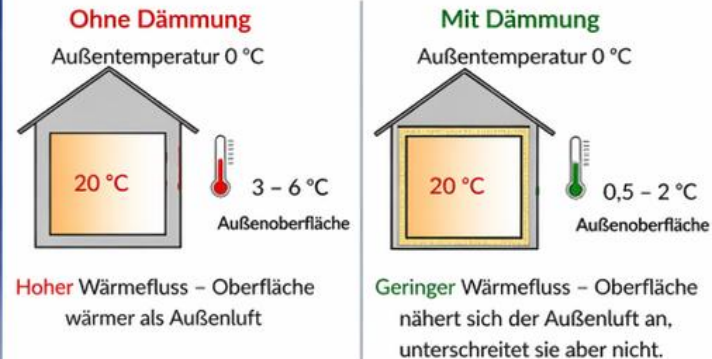 Ohne Dämmung
Außentemperatur 0 °C
20 °C
3 – 6 °C
Außenoberfläche
Hoher Wärmefluss – Oberfläche
wärmer als Außenluft
Mit Dämmung
Außentemperatur 0 °C
20 °C
0,5 – 2 °C
Außenoberfläche
Geringer Wärmefluss – Oberfläche
nähert sich der Außenluft an,
unterschreitet sie aber nicht.